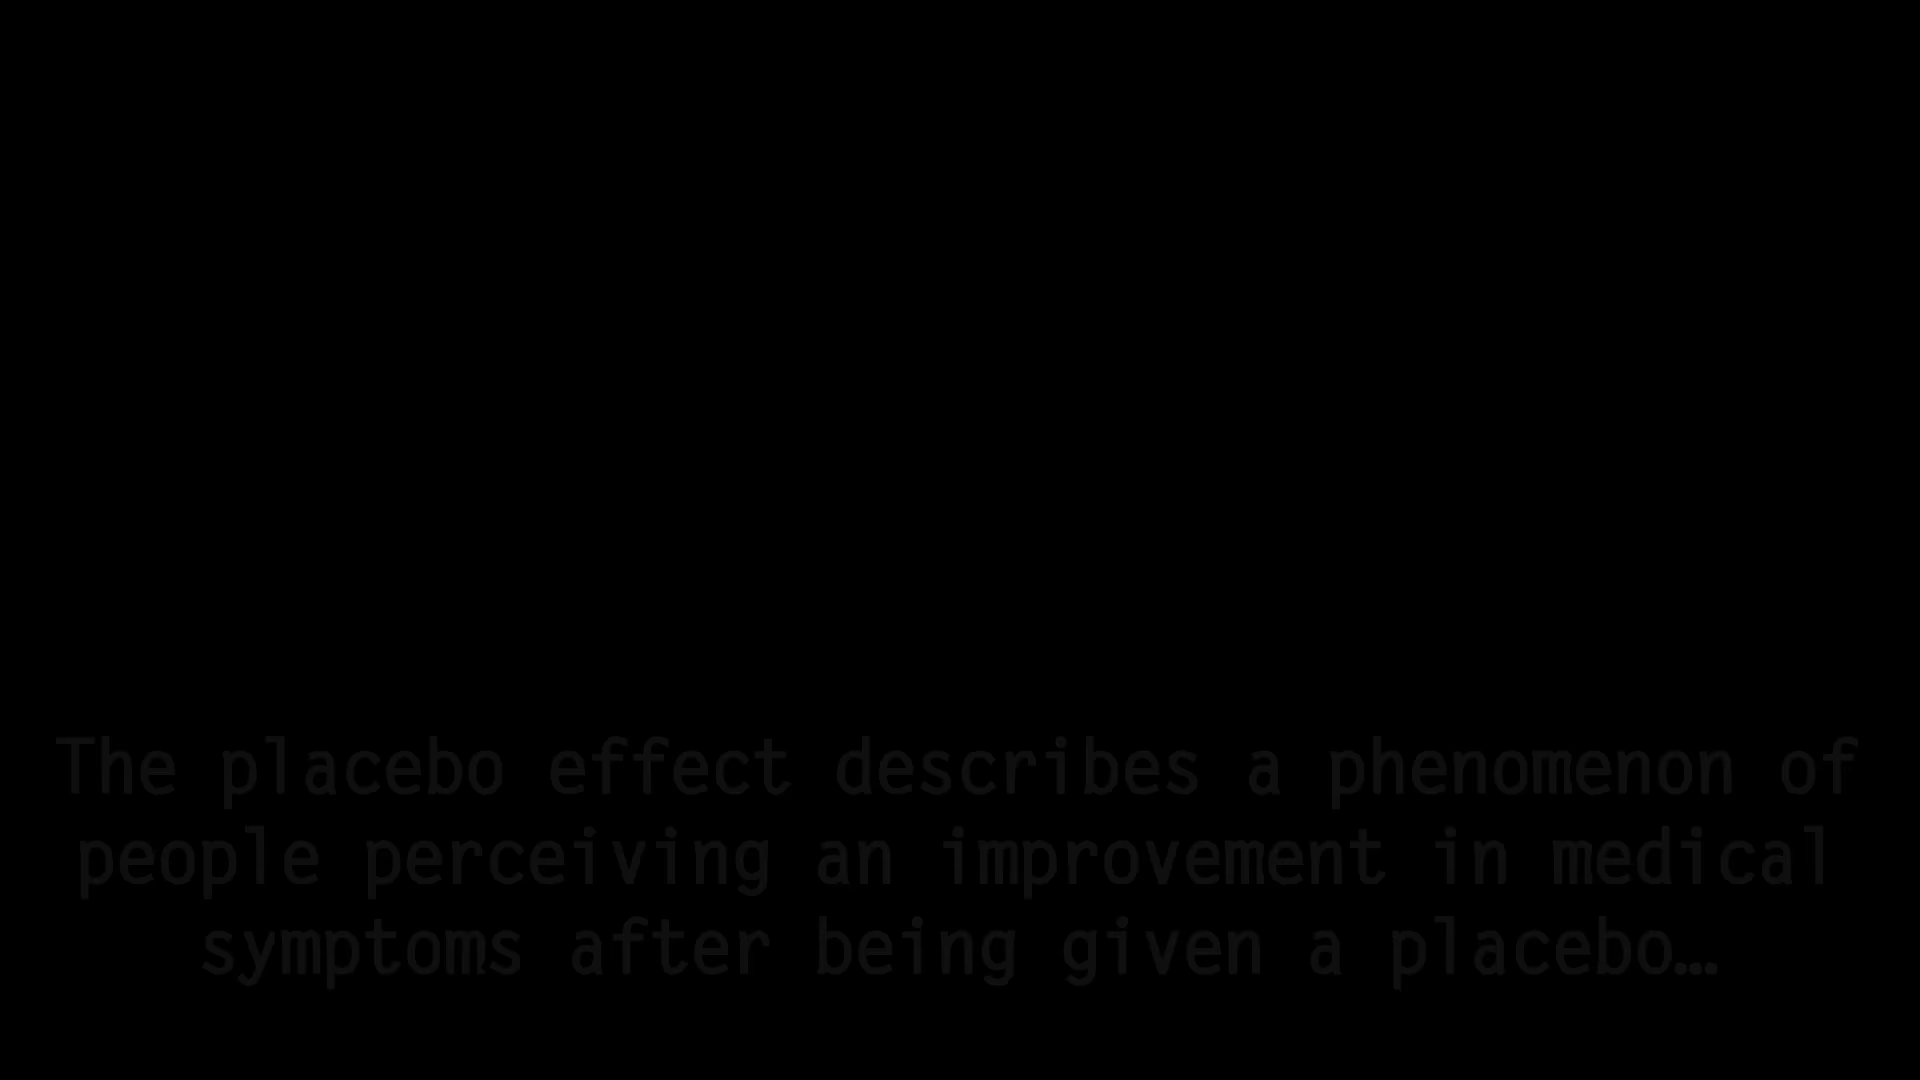 The placebo effect describes a phenomenon of
people perceiving an improvement in medical
symptoms after being given a placebo…